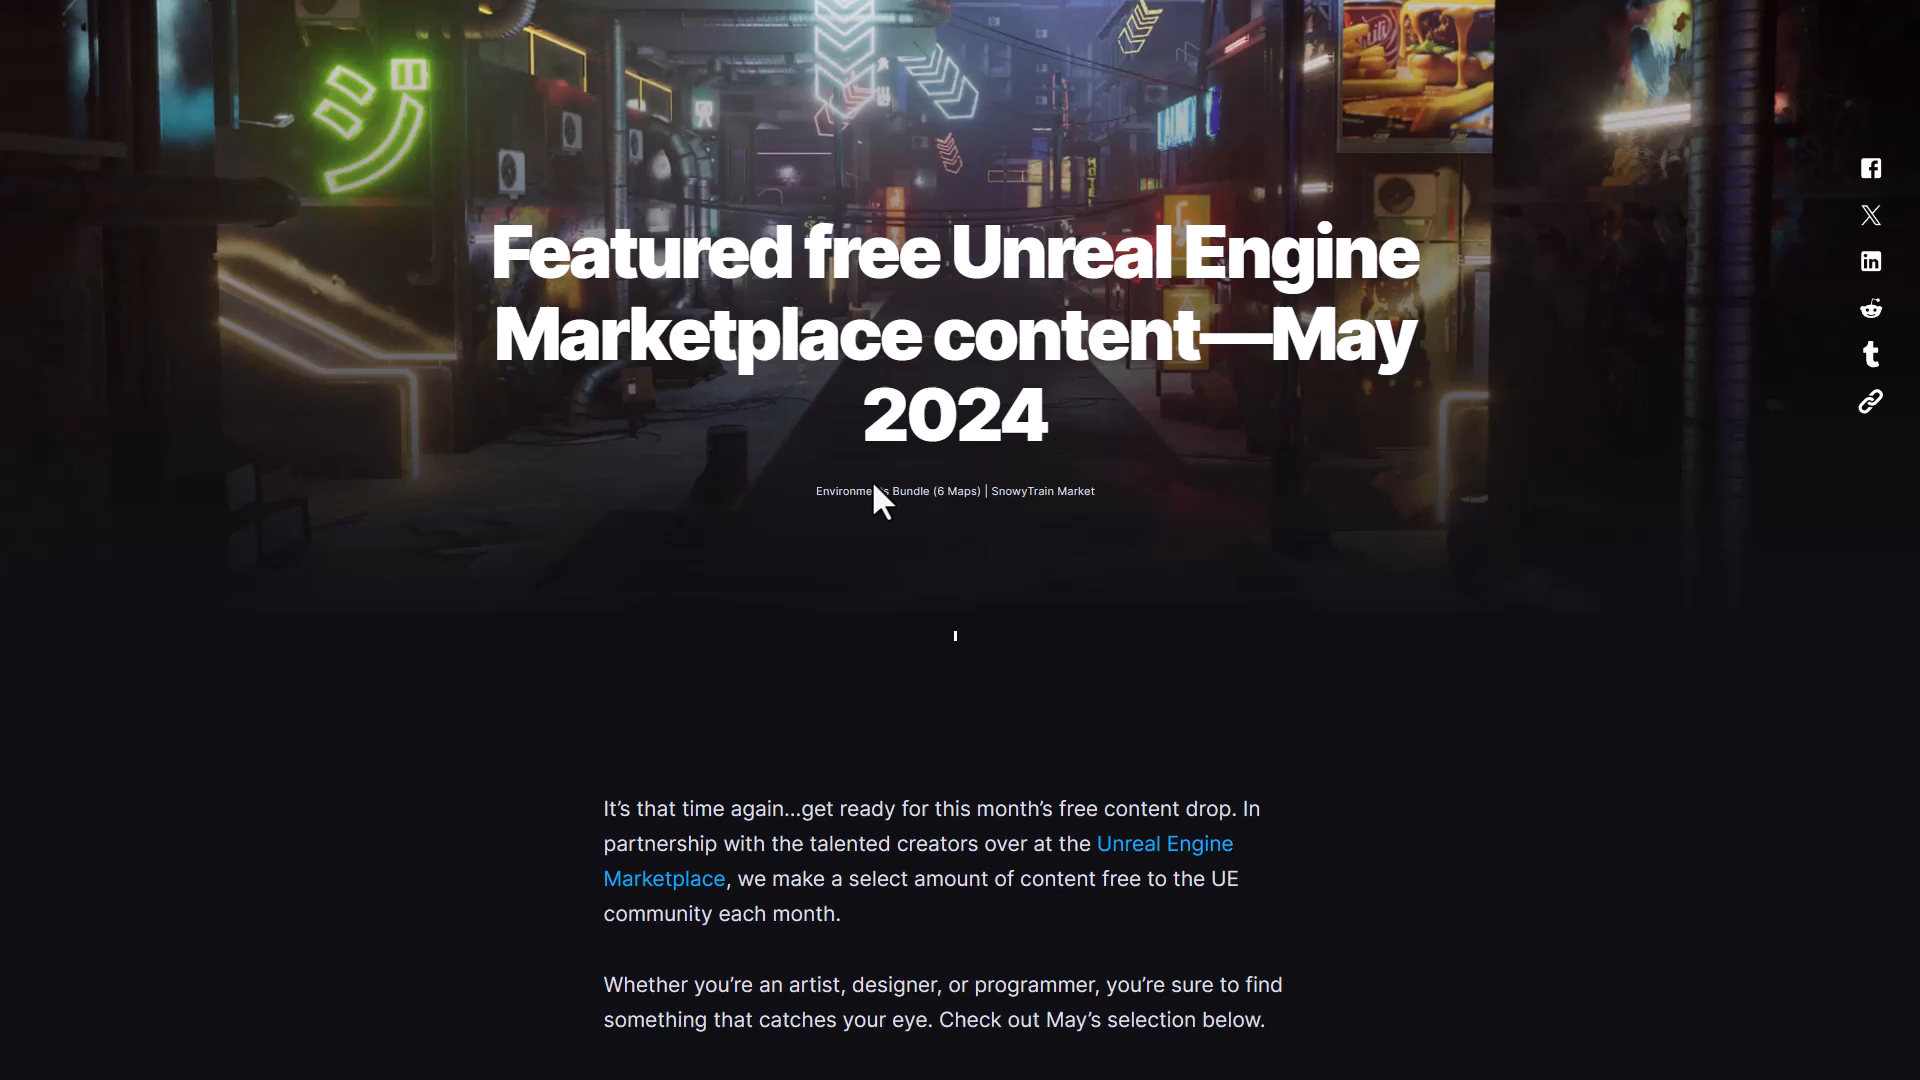 ジ
Featured free Unreal Engine
Marketplace content—May
2024
Bundle (6 Maps) | SnowyTrain Market
It’s that time again...get ready for this month’s free content drop. In
partnership with the talented creators over at the Unreal Engine
Marketplace, we make a select amount of content free to the UE
community each month.
Whether you’re an artist, designer, or programmer, you’re sure to find
something that catches your eye. Check out May’s selection below.